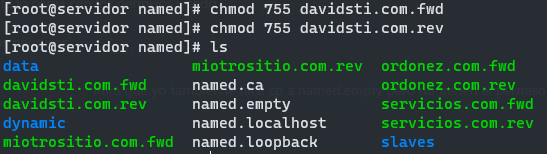 [root@servidor named]# chmod 755 davidsti.com.fwd
[root@servidor named]# chmod 755 davidsti.com.rev
[root@servidor named]# ls
data miotrositio.com.rev ordonez.com.fwd
davidsti.com.fwd named.ca ordonez.com.rev
davidsti.com.rev named.empty servicios.com.fwd
dynamic named.localhost servicios.com.rev
miotrositio.com.fwd named.loopback slaves